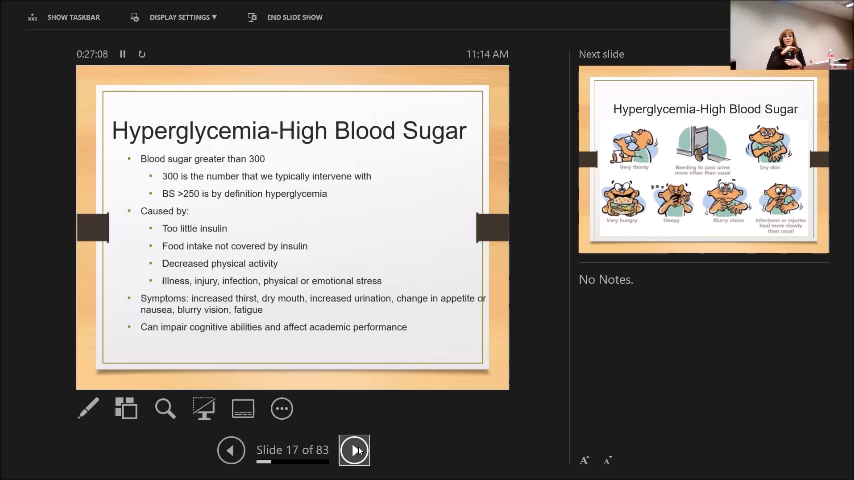 SHOW TASKBAR
DISPLAY SETTINGS ▼
END SLIDE SHOW
0:27:08
11:14 AM
Hyperglycemia-High Blood Sugar
• Blood sugar greater than 300
• 300 is the number that we typically intervene with
• BS >250 is by definition hyperglycemia
• Caused by:
• Too little insulin
• Food intake not covered by insulin
• Decreased physical activity
• Illness, injury, infection, physical or emotional stress
• Symptoms: increased thirst, dry mouth, increased urination, change in appetite or
nausea, blurry vision, fatigue
• Can impair cognitive abilities and affect academic performance
Slide 17 of 83
Next slide
Hyperglycemia-High Blood Sugar
Very thirsty
Needing to pass urine
more often than usual
Dry skin
Very hungry
Sleepy
Blurry vision
Infections or injuries
heal more slowly
than usual
No Notes.
A A